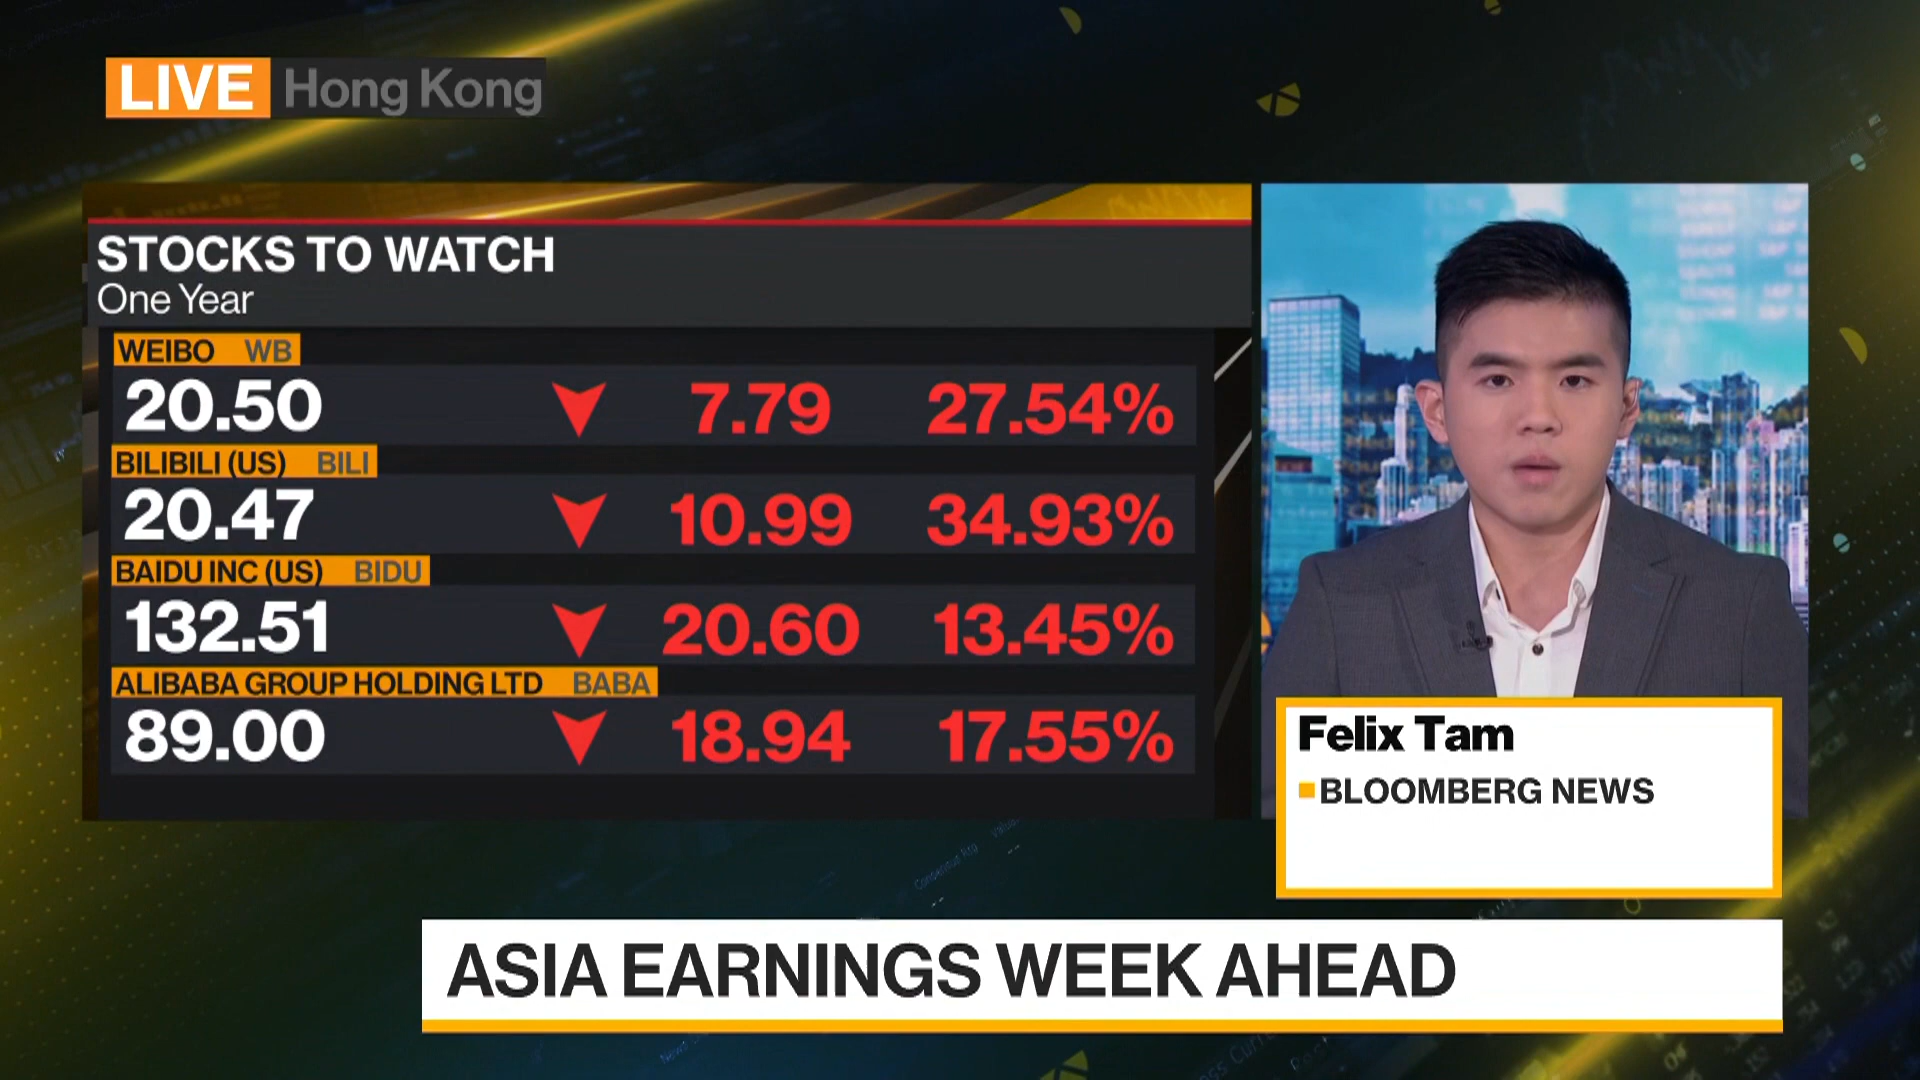 LIVE Hong Kong
STOCKS TO WATCH
One Year
WEIBO WB
20.50 7.79 27.54%
BILIBILI (US) BILI
20.47 10.99 34.93%
BAIDU INC (US) BIDU
132.51 20.60 13.45%
ALIBABA GROUP HOLDING LTD BABA
89.00 18.94 17.55%
Felix Tam
BLOOMBERG NEWS
ASIA EARNINGS WEEK AHEAD